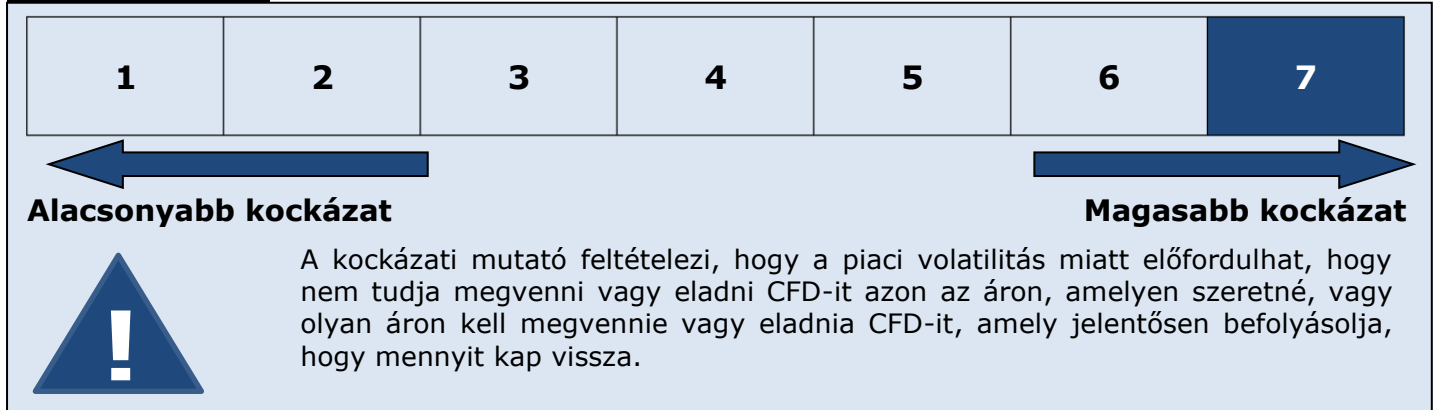 1 2 3 4 5 6 7
Alacsonyabb kockázat Magasabb kockázat
A kockázati mutató feltételezi, hogy a piaci volatilitás miatt előfordulhat, hogy
nem tudja megvenni vagy eladni CFD-it azon az áron, amelyen szeretné, vagy
olyan áron kell megvennie vagy eladnia CFD-it, amely jelentősen befolyásolja,
hogy mennyit kap vissza.
!